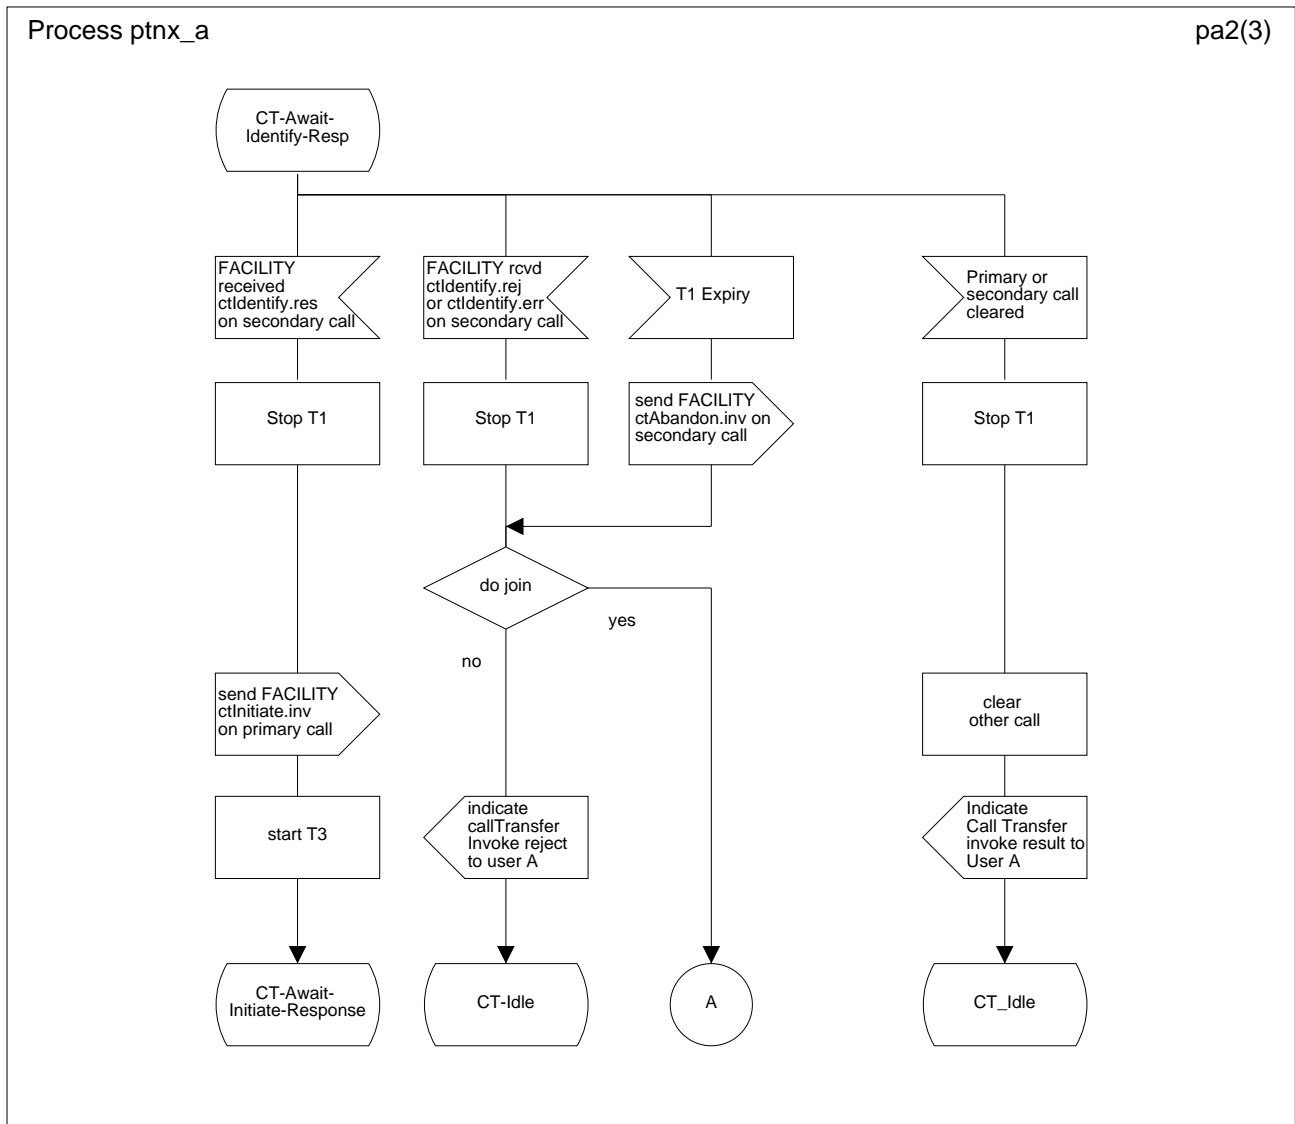 Process ptnx_a
pa2(3)
CT-Await-
Identify-Resp
FACILITY
received
ctIdentify.res
on secondary call
FACILITY rcvd
ctIdentify.rej
or ctIdentify.err
on secondary call
T1 Expiry
Primary or
secondary call
cleared
Stop T1
Stop T1
send FACILITY
ctAbandon.inv on
secondary call
Stop T1
do join
yes
no
send FACILITY
ctInitiate.inv
on primary call
clear
other call
start T3
indicate
callTransfer
Invoke reject
to user A
Indicate
Call Transfer
invoke result to
User A
CT-Await-
Initiate-Response
CT-Idle
A
CT_Idle